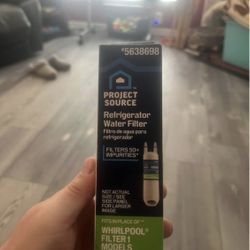 *5638698
PROJECT
SOURCE
Refrigerator
Water Filter
Filtro de agua para
refrigerador
FILTERS 50+
IMPURITIES
NOT ACTUAL
SIZE / SEE
SIDE PANEL
FOR LARGER
IMAGE
FITS IN PLACE OF
WHIRLPOOL®
FILTER 1
MODELS